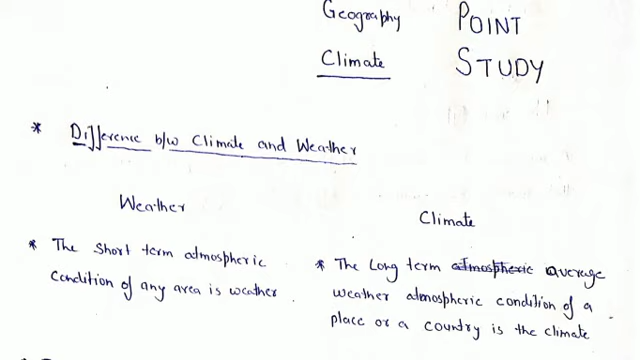 Geography POINT
Climate STUDY
* Difference b/w Climate and Weather
Weather
Climate
* The Short term atmospheric
Condition of any area is weather.
* The Long term atmospheric average
weather atmospheric condition of a
place or a country is the climate